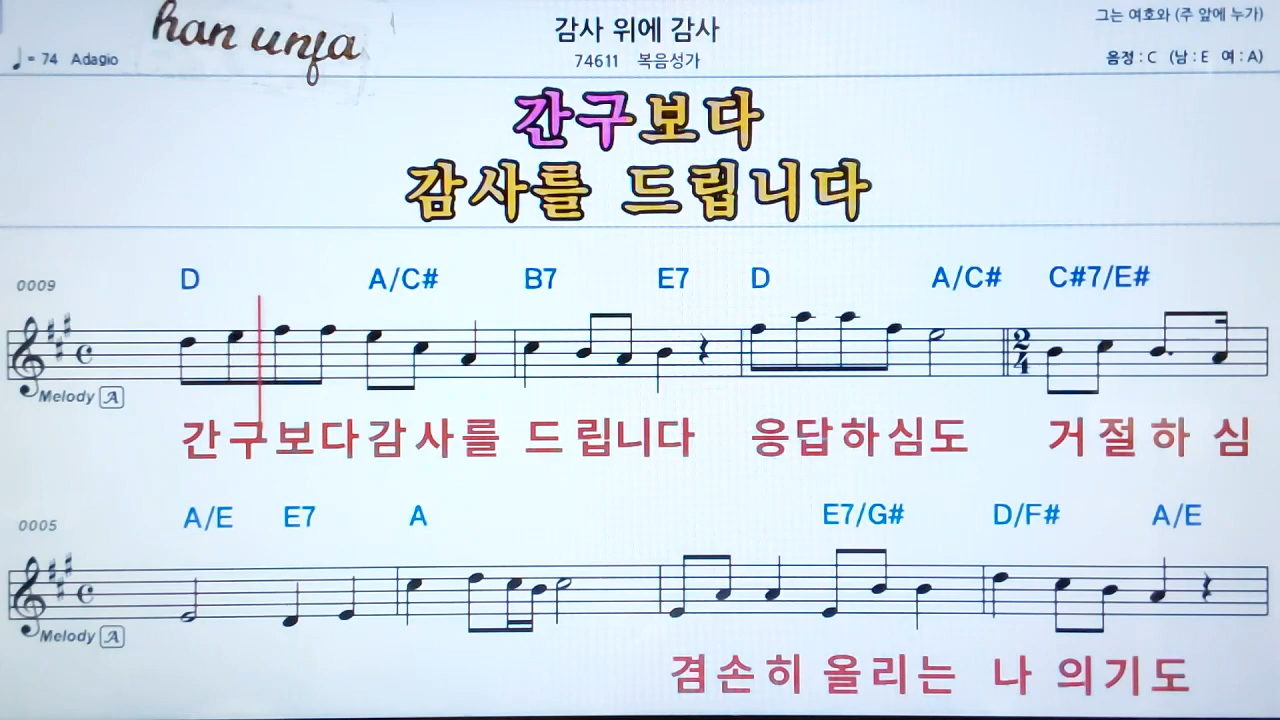 han unfa
감사 위에 감사
그는 여호와 (주 앞에 누가)
♩= 74 Adagio
74611 복음성가
음정 : C (남 : E 여 : A)
간구보다
감사를 드립니다
0009
D A/C# B7 E7 D A/C# C#7/E#
2/4
Melody A
간구보다감사를 드립니다 응답하심도 거절하심
0005
A/E E7 A E7/G# D/F# A/E
Melody A
겸손히 올리는 나 의기도